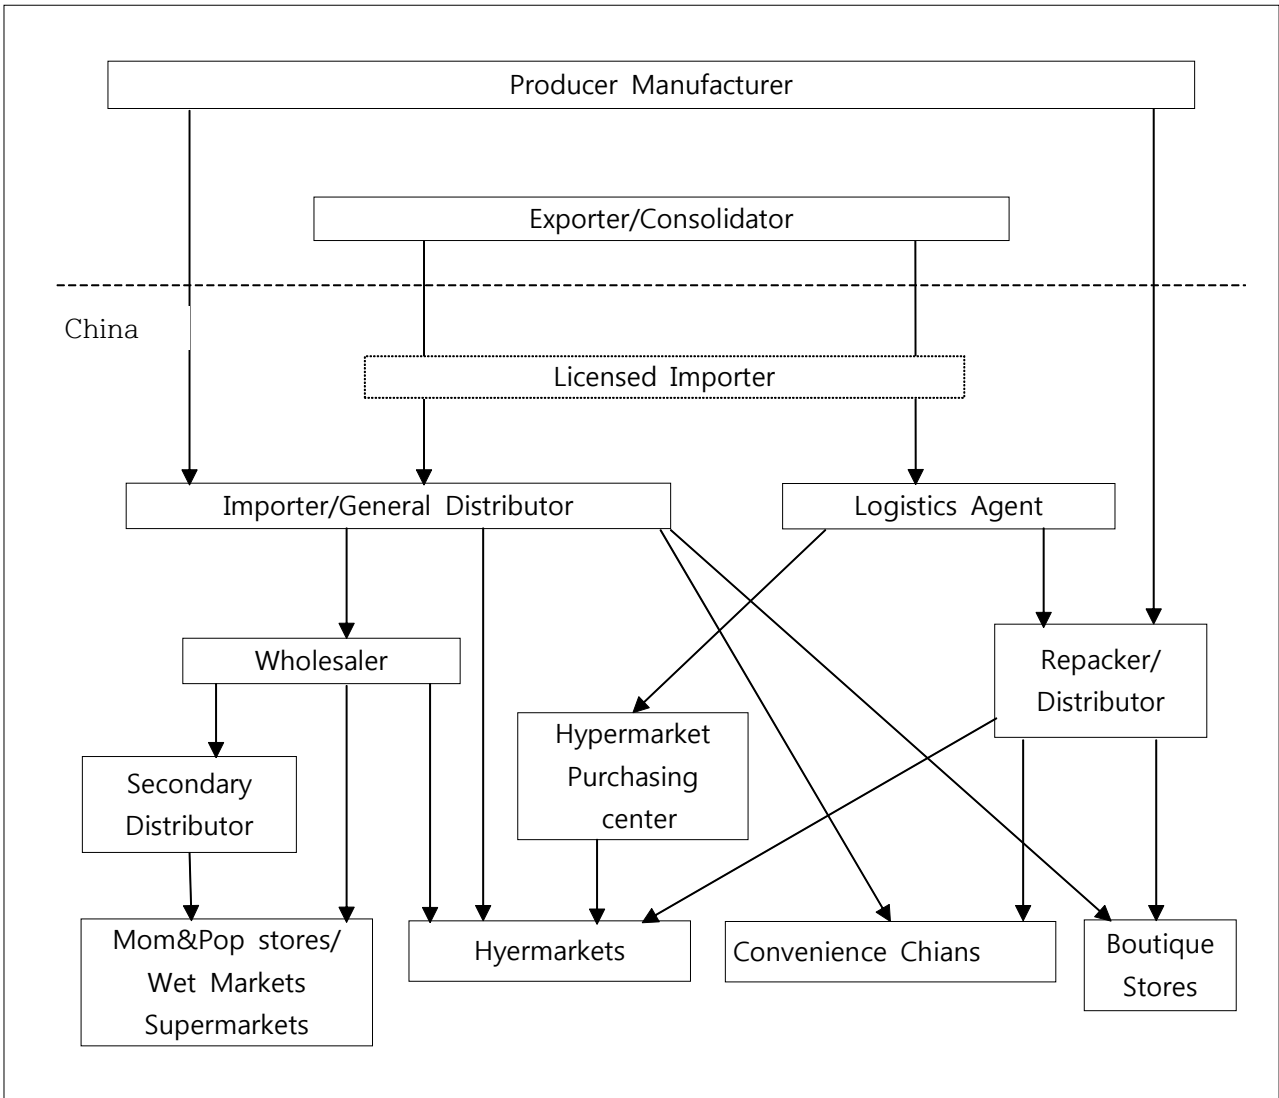 Producer Manufacturer
Exporter/Consolidator
China
Licensed Importer
Importer/General Distributor
Logistics Agent
Wholesaler
Repacker/
Distributor
Hypermarket
Purchasing
center
Secondary
Distributor
Mom&Pop stores/
Wet Markets
Supermarkets
Hyermarkets
Convenience Chians
Boutique
Stores